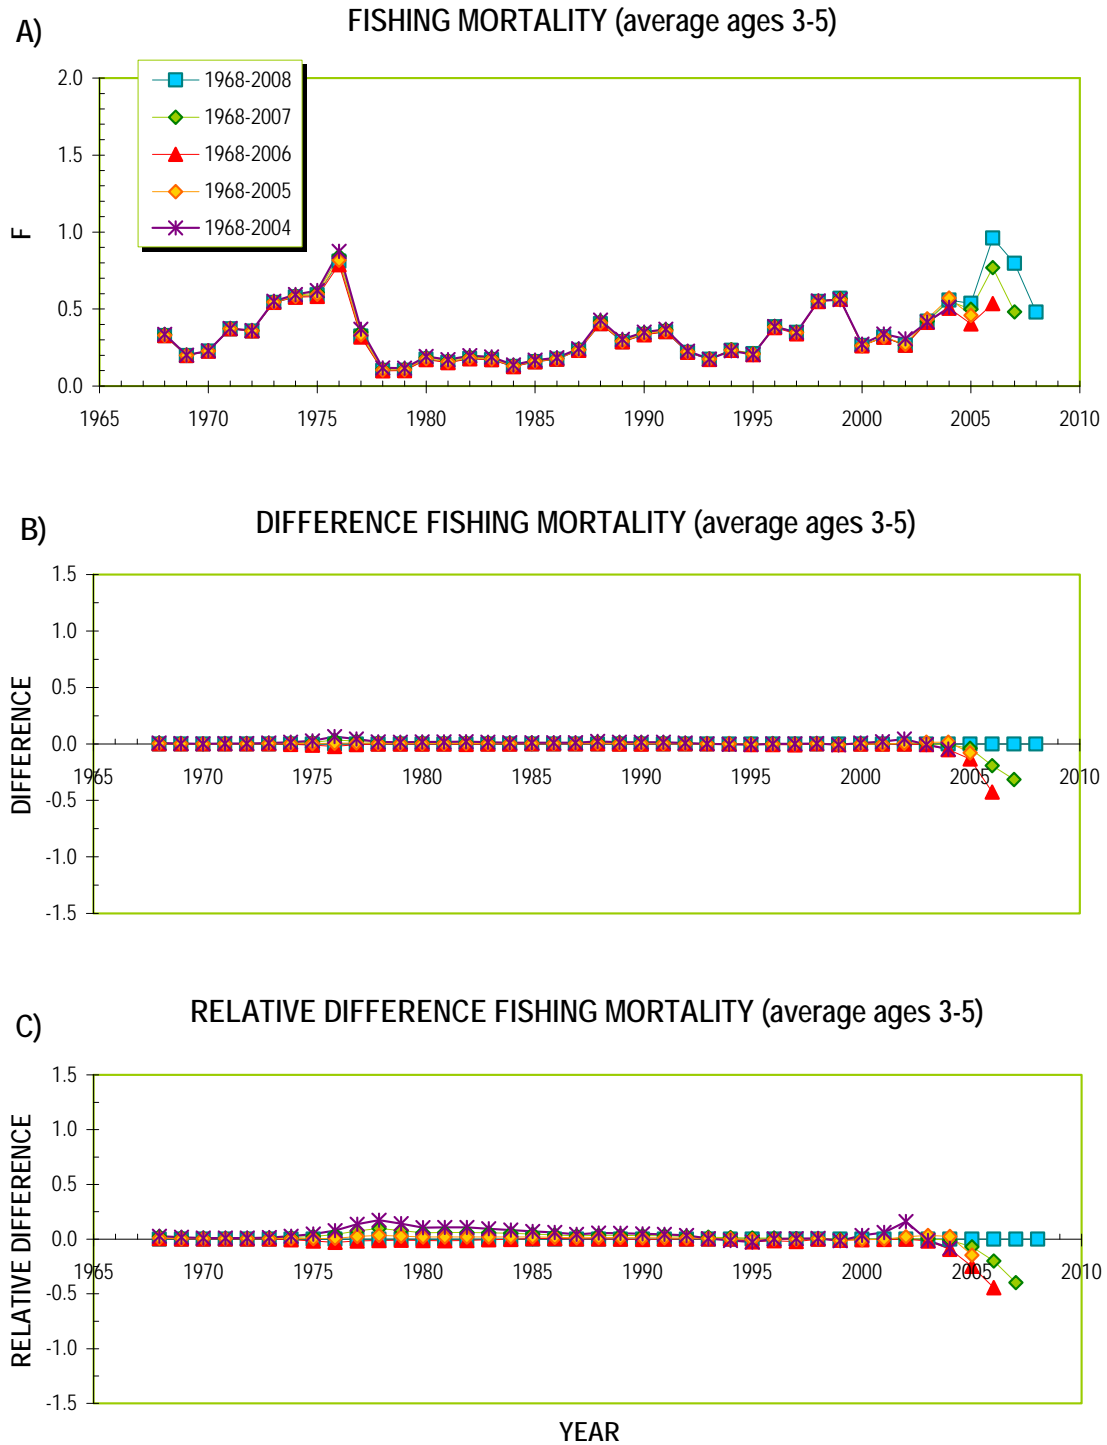 A)
FISHING MORTALITY (average ages 3-5)
1968-2008
1968-2007
1968-2006
1968-2005
1968-2004
2.0
1.5
1.0
0.5
0.0
F
1965 1970 1975 1980 1985 1990 1995 2000 2005 2010
B)
DIFFERENCE FISHING MORTALITY (average ages 3-5)
1.5
1.0
0.5
0.0
-0.5
-1.0
-1.5
DIFFERENCE
1965 1970 1975 1980 1985 1990 1995 2000 2005 2010
C)
RELATIVE DIFFERENCE FISHING MORTALITY (average ages 3-5)
1.5
1.0
0.5
0.0
-0.5
-1.0
-1.5
RELATIVE DIFFERENCE
1965 1970 1975 1980 1985 1990 1995 2000 2005 2010
YEAR